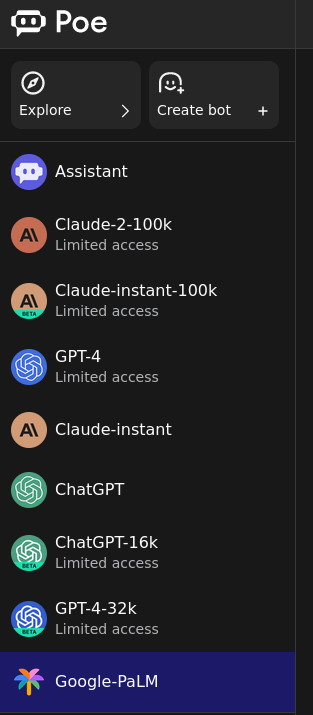 Poe
Explore
Create bot +
Assistant
Claude-2-100k
Limited access
Claude-instant-100k
BETA
Limited access
GPT-4
Limited access
Claude-instant
ChatGPT
ChatGPT-16k
BETA
Limited access
GPT-4-32k
BETA
Limited access
Google-PaLM